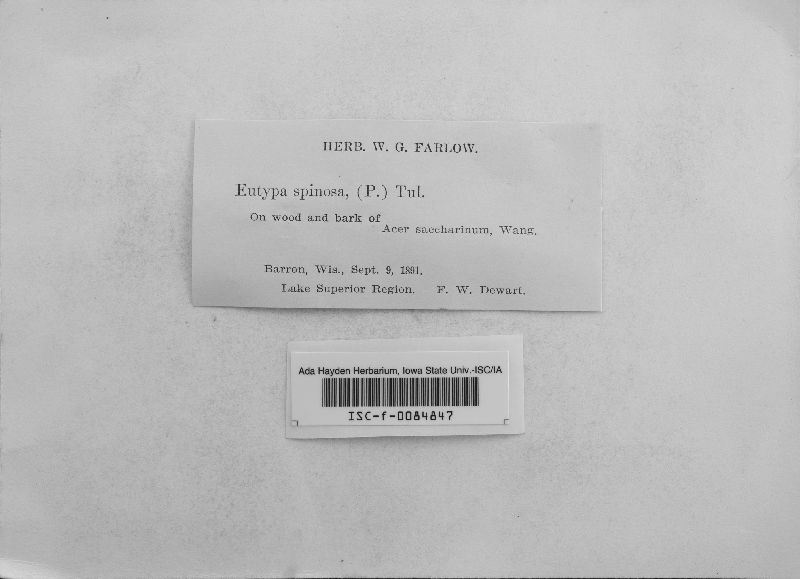 HERB. W. G. FARLOW.
Eutypa spinosa, (P.) Tul.
On wood and bark of
Acer saccharinum, Wang.
Barron, Wis., Sept. 9, 1891.
Lake Superior Region. F. W. Dewart.
Ada Hayden Herbarium, Iowa State Univ.-ISC/IA
ISC-f-0084847